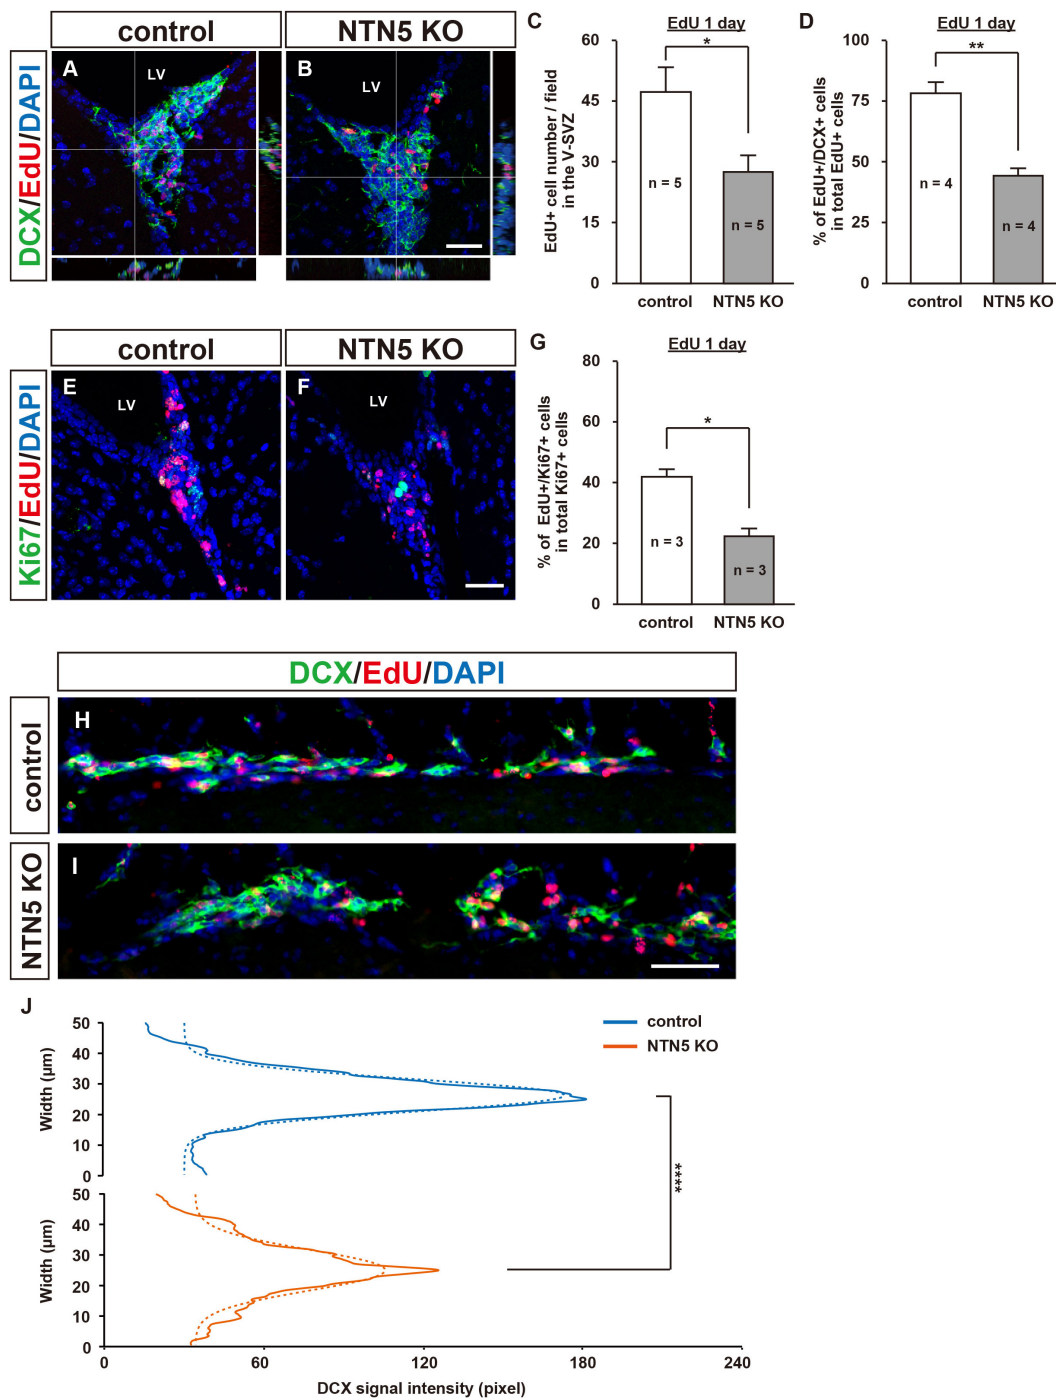 control
NTN5 KO
DCX/EdU/DAPI
A
LV
B
LV
C
EdU 1 day
*
EdU+ cell number / field
in the V-SVZ
60
45
30
15
0
n = 5
n = 5
control
NTN5 KO
D
EdU 1 day
**
% of EdU+/DCX+ cells
in total EdU+ cells
100
75
50
25
0
n = 4
n = 4
control
NTN5 KO
control
NTN5 KO
Ki67/EdU/DAPI
E
LV
F
LV
G
EdU 1 day
*
% of EdU+/Ki67+ cells
in total Ki67+ cells
80
60
40
20
0
n = 3
n = 3
control
NTN5 KO
DCX/EdU/DAPI
control
H
NTN5 KO
I
J
control
NTN5 KO
Width (μm)
50
40
30
20
10
0
****
Width (μm)
50
40
30
20
10
0
0
60
120
180
240
DCX signal intensity (pixel)